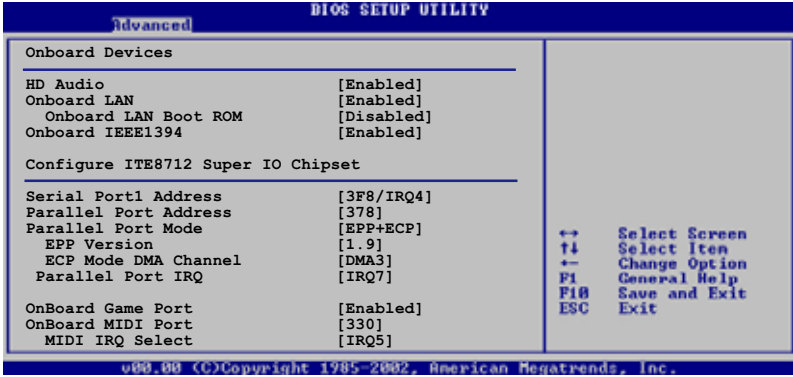 BIOS SETUP UTILITY
Advanced
Onboard Devices
HD Audio [Enabled]
Onboard LAN [Enabled]
Onboard LAN Boot ROM [Disabled]
Onboard IEEE1394 [Enabled]
Configure ITE8712 Super IO Chipset
Serial Port1 Address [3F8/IRQ4]
Parallel Port Address [378]
Parallel Port Mode [EPP+ECP]
EPP Version [1.9]
ECP Mode DMA Channel [DMA3]
Parallel Port IRQ [IRQ7]
OnBoard Game Port [Enabled]
OnBoard MIDI Port [330]
MIDI IRQ Select [IRQ5]
↔ Select Screen
↑↓ Select Item
+- Change Option
F1 General Help
F10 Save and Exit
ESC Exit
v00.00 (C)Copyright 1985-2002, American Megatrends, Inc.